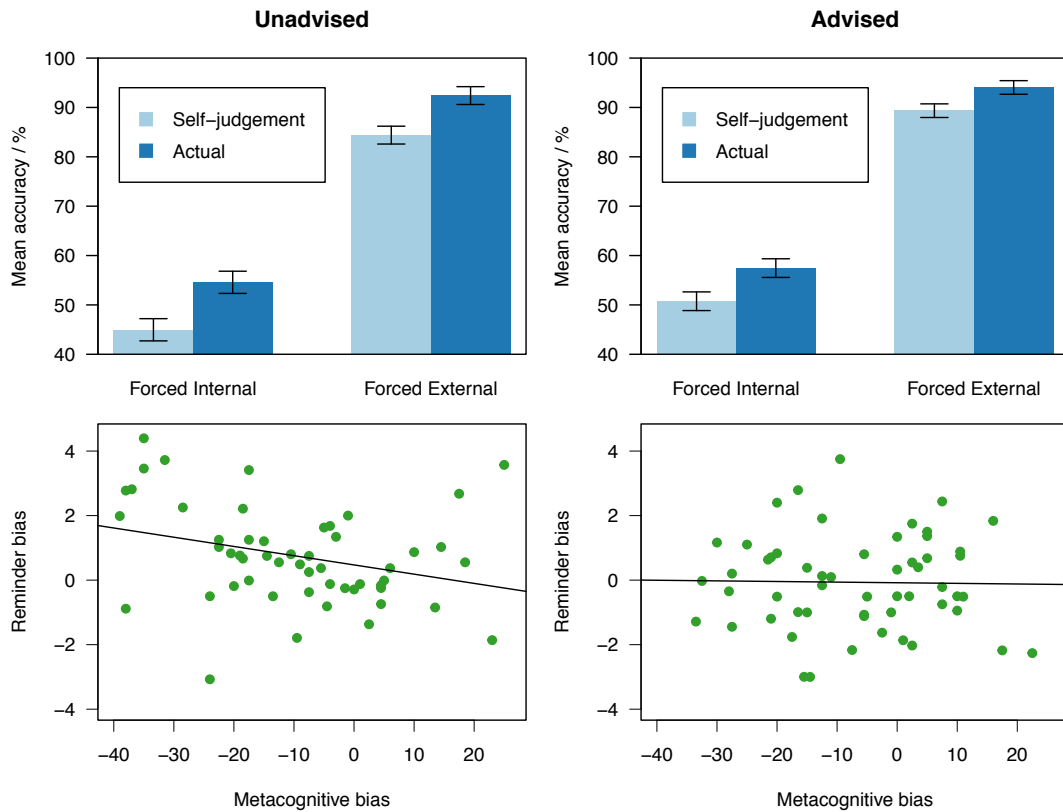 Unadvised
Mean accuracy / %
100
90
80
70
60
50
40
Self−judgement
Actual
Forced Internal
Forced External
Advised
Mean accuracy / %
100
90
80
70
60
50
40
Self−judgement
Actual
Forced Internal
Forced External
Reminder bias
4
2
0
−2
−4
−40
−30
−20
−10
0
10
20
Metacognitive bias
Reminder bias
4
2
0
−2
−4
−40
−30
−20
−10
0
10
20
Metacognitive bias